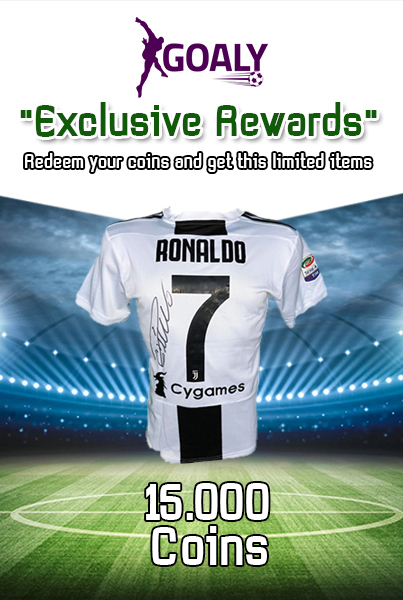 GOALY
"Exclusive Rewards"
Redeem your coins and get this limited items
RONALDO
7
Cygames
15.000
Coins